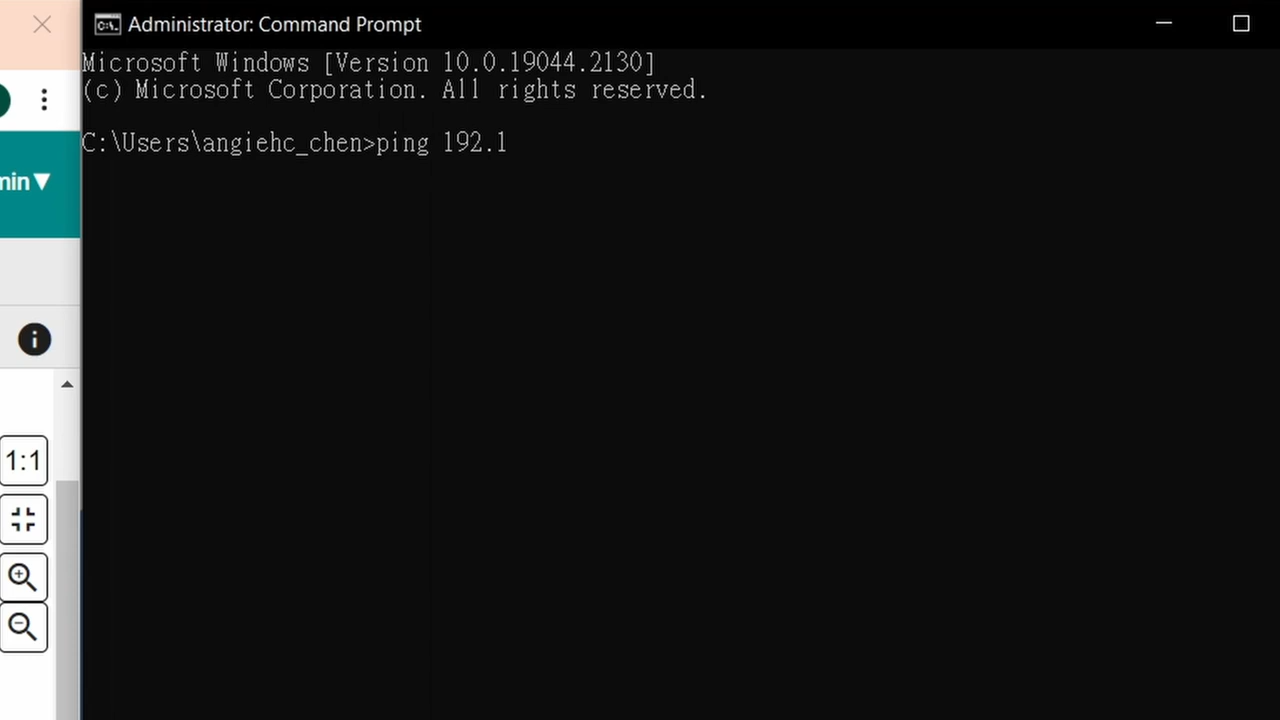 Administrator: Command Prompt
Microsoft Windows [Version 10.0.19044.2130]
(c) Microsoft Corporation. All rights reserved.
C:\Users\angiehc_chen>ping 192.1
min▼
1:1